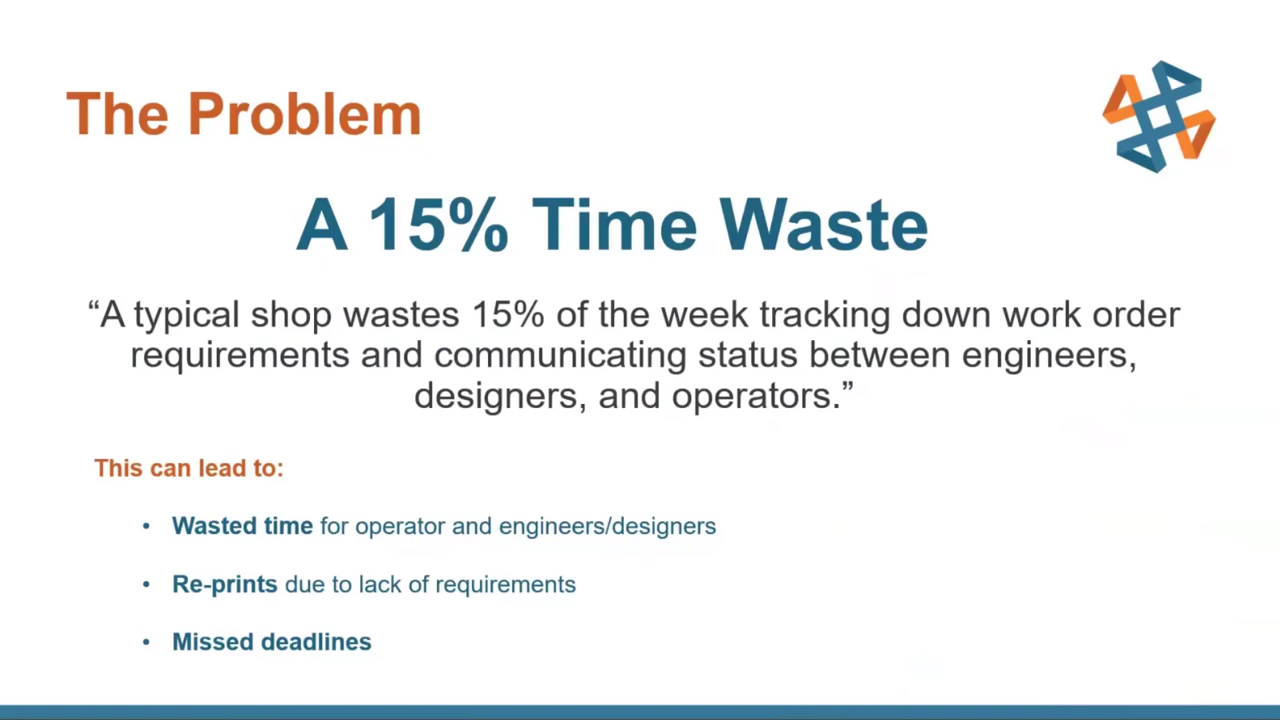 The Problem
A 15% Time Waste
“A typical shop wastes 15% of the week tracking down work order
requirements and communicating status between engineers,
designers, and operators.”
This can lead to:
• Wasted time for operator and engineers/designers
• Re-prints due to lack of requirements
• Missed deadlines